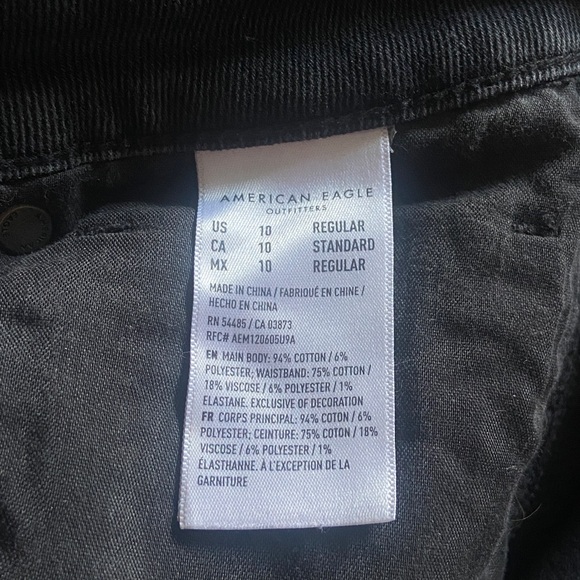 AMERICAN EAGLE
OUTFITTERS
US 10 REGULAR
CA 10 STANDARD
MX 10 REGULAR
MADE IN CHINA / FABRIQUÉ EN CHINE /
HECHO EN CHINA
RN 54485 / CA 03873
RFC# AEM120605U9A
EN MAIN BODY: 94% COTTON / 6%
POLYESTER; WAISTBAND: 75% COTTON /
18% VISCOSE / 6% POLYESTER / 1%
ELASTANE. EXCLUSIVE OF DECORATION
FR CORPS PRINCIPAL: 94% COTON / 6%
POLYESTER; CEINTURE: 75% COTON / 18%
VISCOSE / 6% POLYESTER / 1%
ÉLASTHANNE. À L'EXCEPTION DE LA
GARNITURE